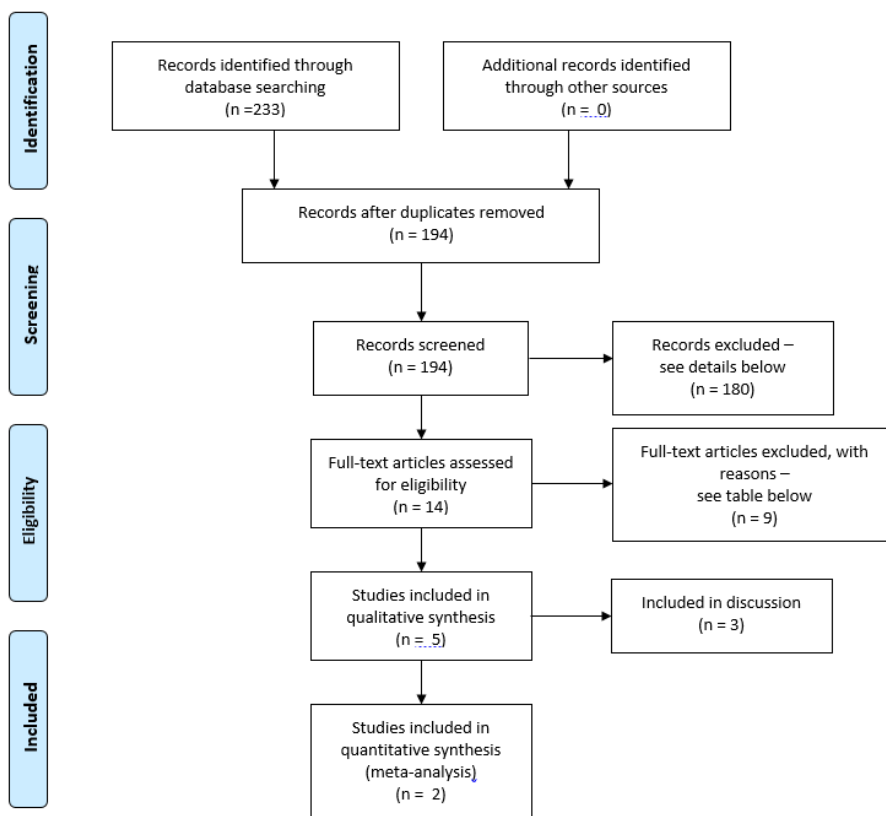 Identification
Records identified through
database searching
(n =233)
Additional records identified
through other sources
(n = 0)
Records after duplicates removed
(n = 194)
Screening
Records screened
(n = 194)
Records excluded –
see details below
(n = 180)
Eligibility
Full-text articles assessed
for eligibility
(n = 14)
Full-text articles excluded, with
reasons –
see table below
(n = 9)
Studies included in
qualitative synthesis
(n = 5)
Included in discussion
(n = 3)
Included
Studies included in
quantitative synthesis
(meta-analysis)
(n = 2)